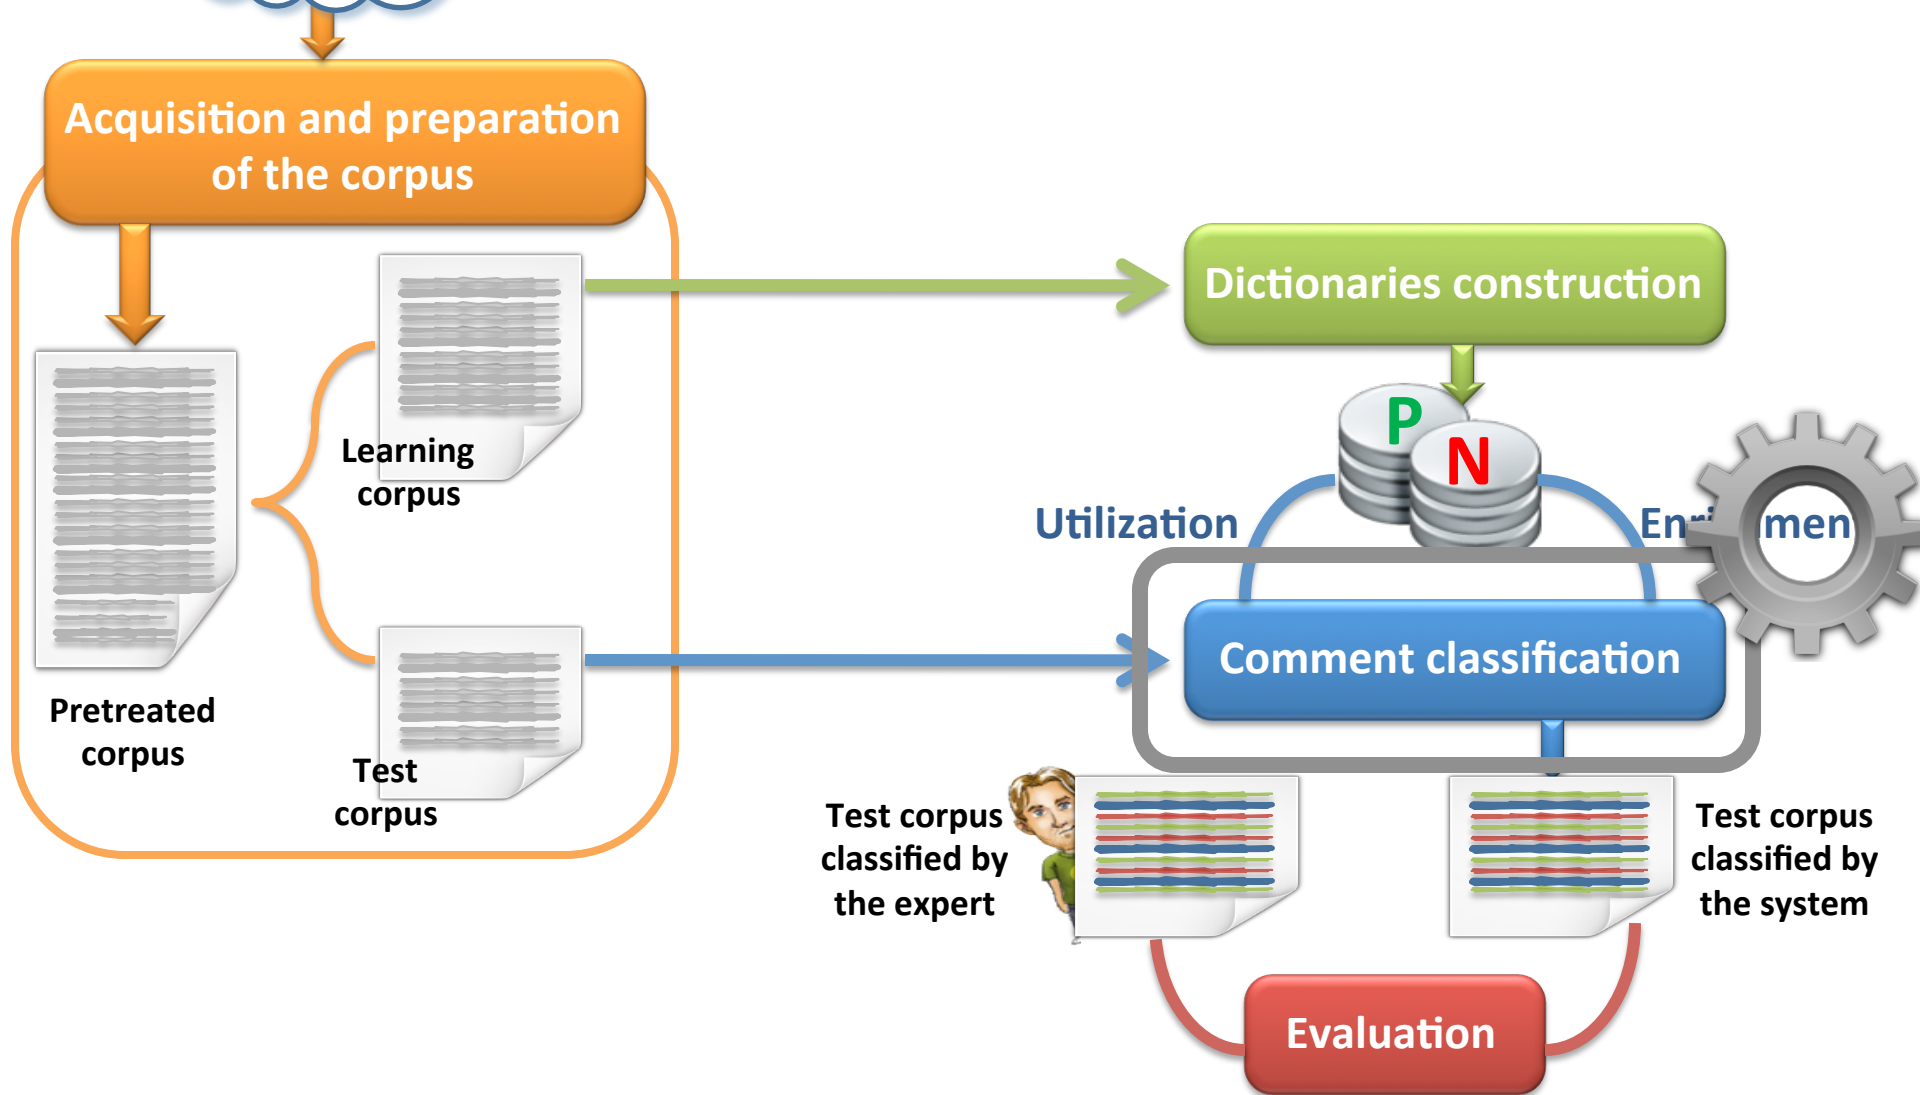 Acquisition and preparation
of the corpus
Dictionaries construction
P
N
Learning
corpus
Utilization
Comment classification
Pretreated
corpus
Test
corpus
Test corpus
classified by
the expert
Test corpus
classified by
the system
Evaluation